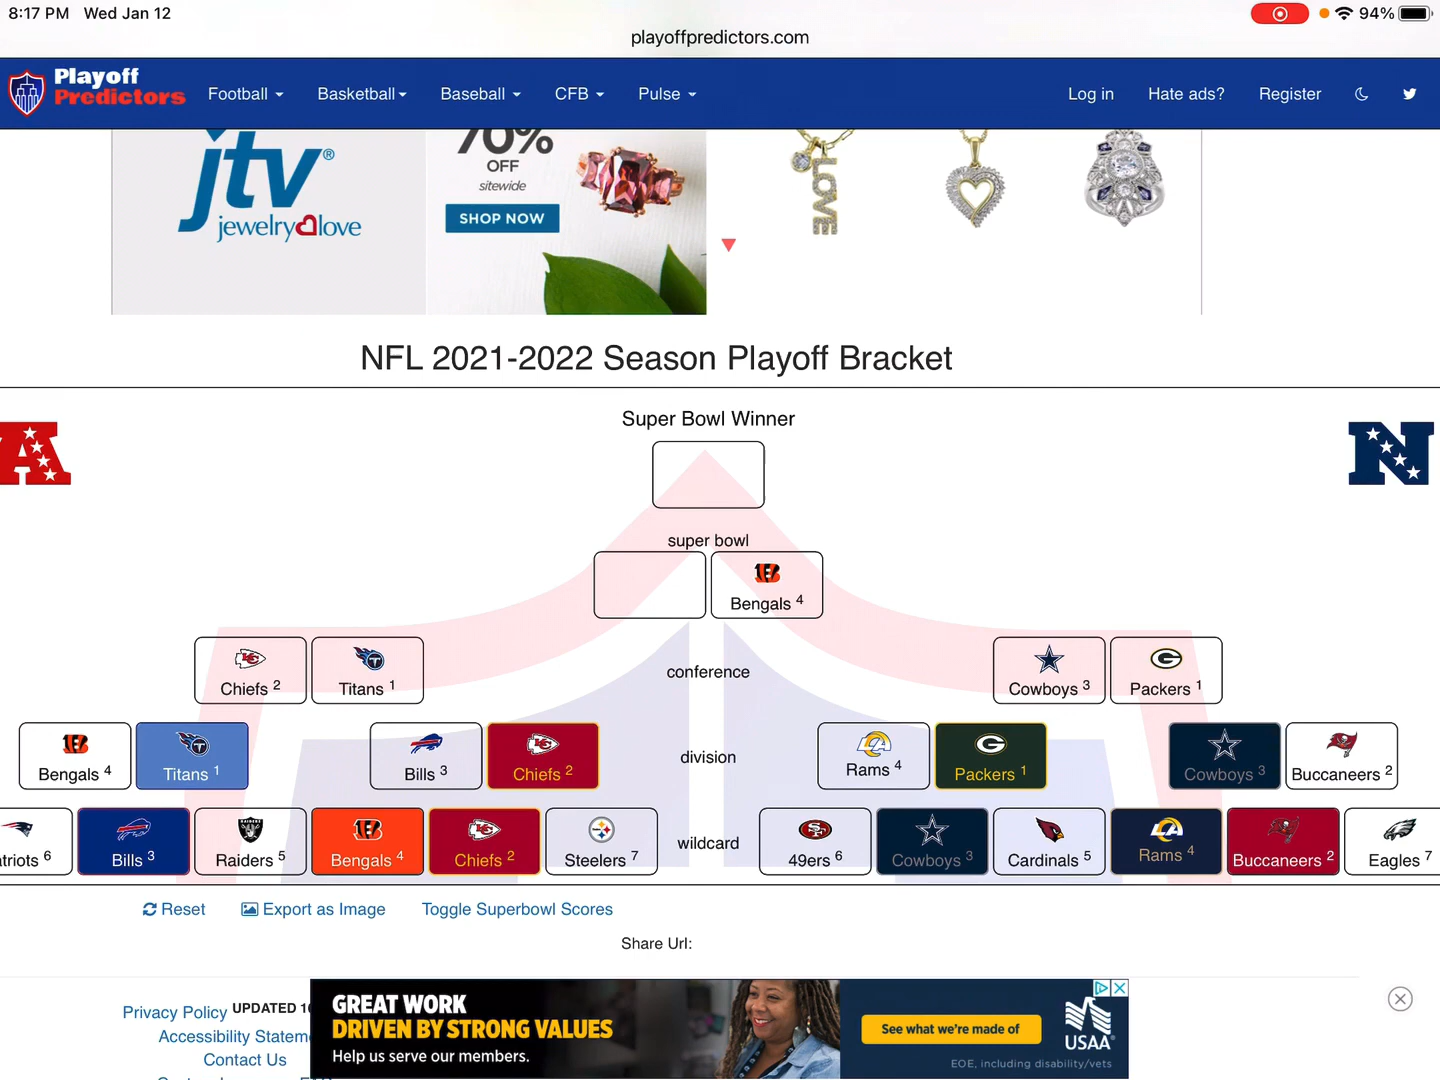 8:17 PM Wed Jan 12
94%
playoffpredictors.com
Playoff
Predictors
Football
Basketball
Baseball
CFB
Pulse
Log in
Hate ads?
Register
jtv®
jewelry love
70%
OFF
sitewide
SHOP NOW
LOVE
NFL 2021-2022 Season Playoff Bracket
A
Super Bowl Winner
N
super bowl
Bengals 4
Chiefs 2
Titans 1
conference
Cowboys 3
Packers 1
Bengals 4
Titans 1
Bills 3
Chiefs 2
division
Rams 4
Packers 1
Cowboys 3
Buccaneers 2
triots 6
Bills 3
Raiders 5
Bengals 4
Chiefs 2
Steelers 7
wildcard
49ers 6
Cowboys 3
Cardinals 5
Rams 4
Buccaneers 2
Eagles 7
Reset
Export as Image
Toggle Superbowl Scores
Share Url:
Privacy Policy UPDATED
Accessibility Stateme
Contact Us
GREAT WORK
DRIVEN BY STRONG VALUES
Help us serve our members.
See what we're made of
USAA®
EOE, including disability/vets